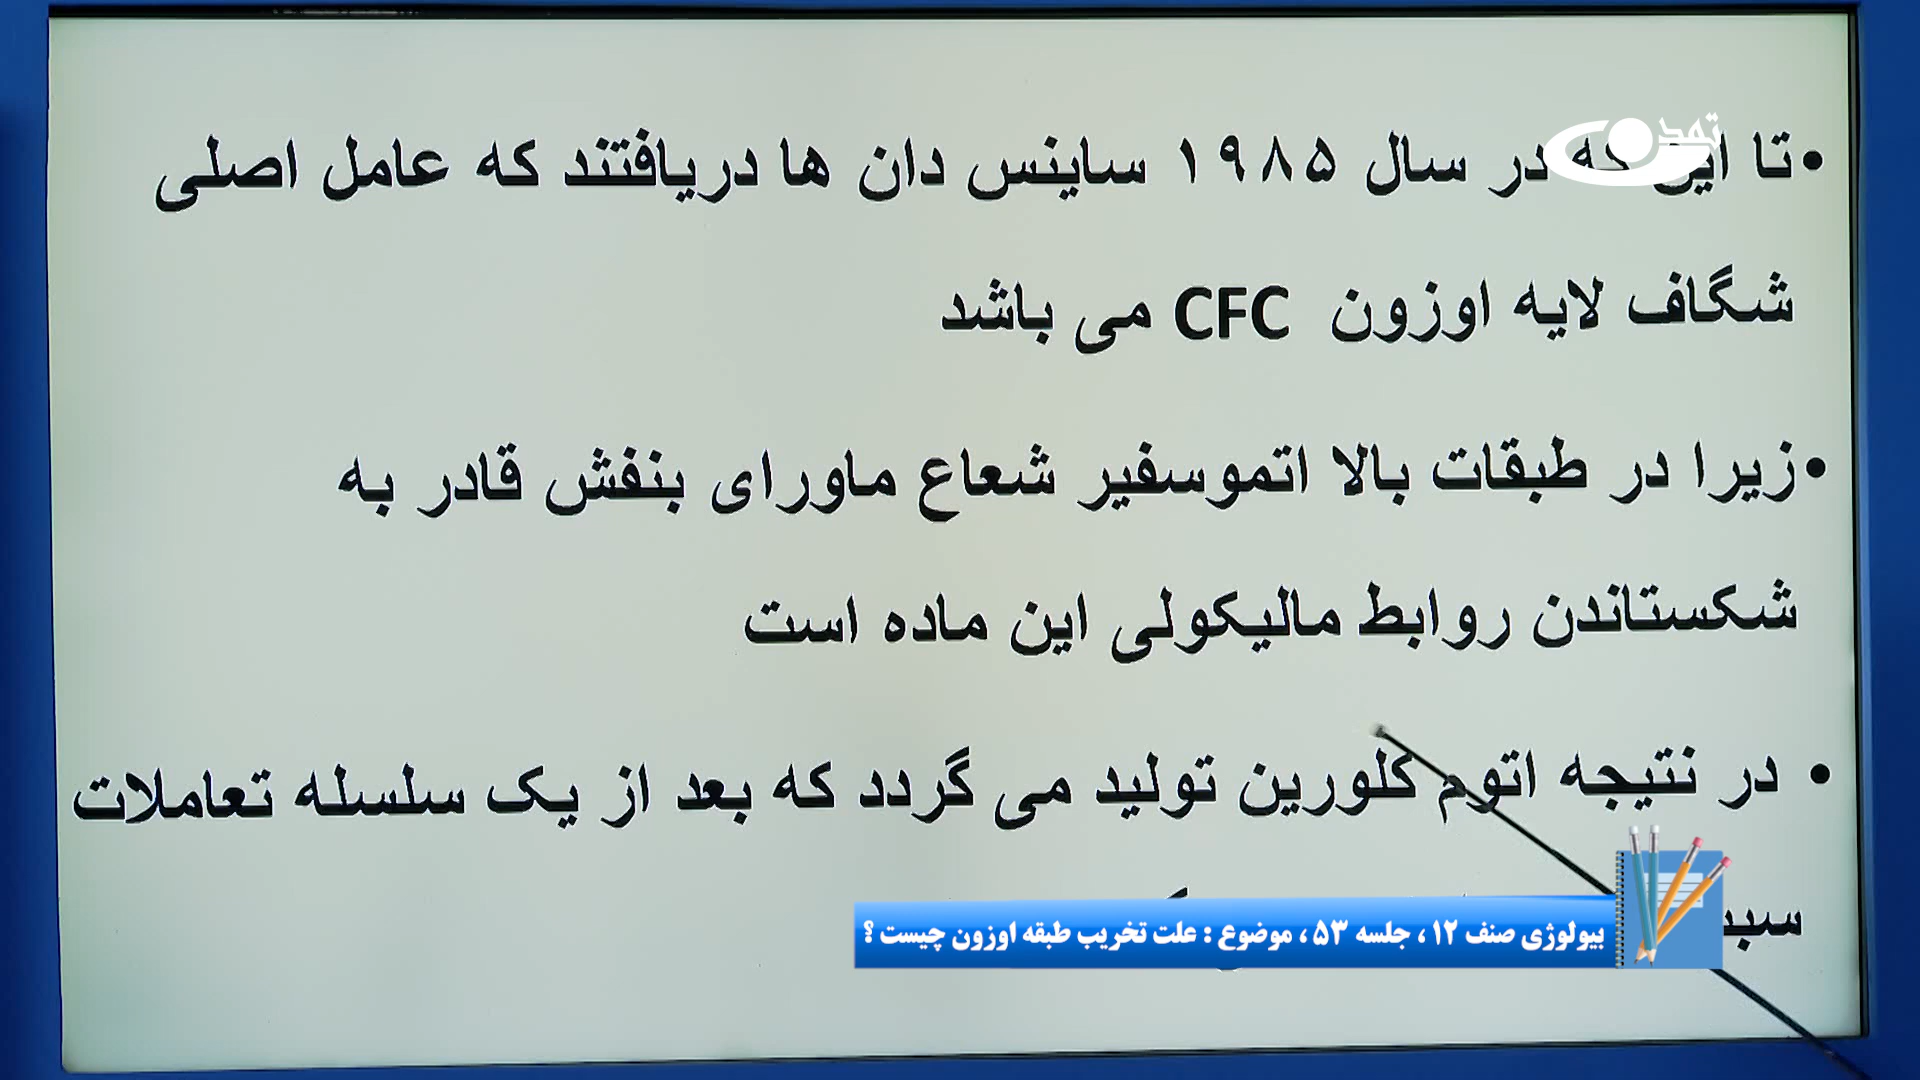 تمدن
•تا این که در سال ۱۹۸۵ ساینس دان ها دریافتند که عامل اصلی
شگاف لایه اوزون CFC می باشد
•زیرا در طبقات بالا اتموسفیر شعاع ماورای بنفش قادر به
شکستاندن روابط مالیکولی این ماده است
• در نتیجه اتوم کلورین تولید می گردد که بعد از یک سلسله تعاملات
بیولوژی صنف ۱۲ ، جلسه ۵۳ ، موضوع : علت تخریب طبقه اوزون چیست ؟